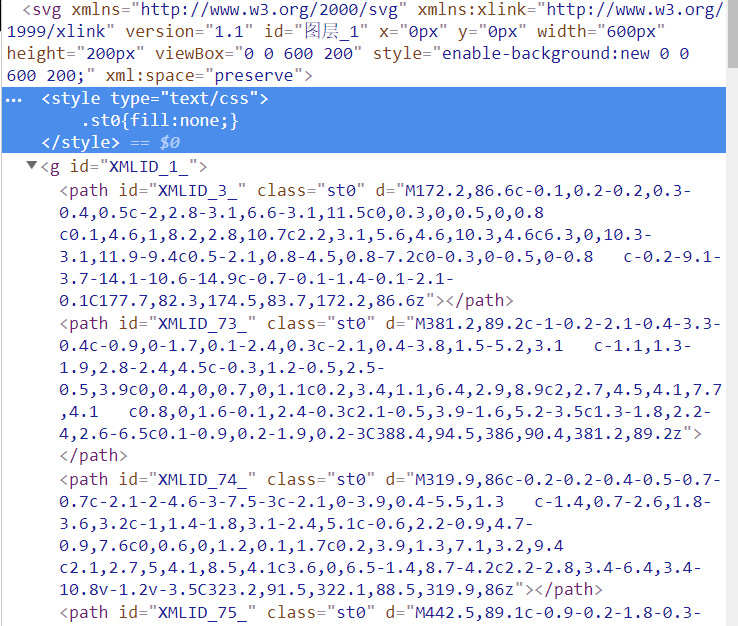 <svg xmlns="http://www.w3.org/2000/svg" xmlns:xlink="http://www.w3.org/
1999/xlink" version="1.1" id="图层_1" x="0px" y="0px" width="600px"
height="200px" viewBox="0 0 600 200" style="enable-background:new 0 0
600 200;" xml:space="preserve">
... <style type="text/css">
.st0{fill:none;}
</style> == $0
▼<g id="XMLID_1_">
<path id="XMLID_3_" class="st0" d="M172.2,86.6c-0.1,0.2-0.2,0.3-
0.4,0.5c-2,2.8-3.1,6.6-3.1,11.5c0,0.3,0,0.5,0,0.8
c0.1,4.6,1,8.2,2.8,10.7c2.2,3.1,5.6,4.6,10.3,4.6c6.3,0,10.3-
3.1,11.9-9.4c0.5-2.1,0.8-4.5,0.8-7.2c0-0.3,0-0.5,0-0.8   c-0.2-9.1-
3.7-14.1-10.6-14.9c-0.7-0.1-1.4-0.1-2.1-
0.1C177.7,82.3,174.5,83.7,172.2,86.6z"></path>
<path id="XMLID_73_" class="st0" d="M381.2,89.2c-1-0.2-2.1-0.4-3.3-
0.4c-0.9,0-1.7,0.1-2.4,0.3c-2.1,0.4-3.8,1.5-5.2,3.1   c-1.1,1.3-
1.9,2.8-2.4,4.5c-0.3,1.2-0.5,2.5-
0.5,3.9c0,0.4,0,0.7,0,1.1c0.2,3.4,1.1,6.4,2.9,8.9c2,2.7,4.5,4.1,7.7
,4.1   c0.8,0,1.6-0.1,2.4-0.3c2.1-0.5,3.9-1.6,5.2-3.5c1.3-1.8,2.2-
4,2.6-6.5c0.1-0.9,0.2-1.9,0.2-3C388.4,94.5,386,90.4,381.2,89.2z">
</path>
<path id="XMLID_74_" class="st0" d="M319.9,86c-0.2-0.2-0.4-0.5-0.7-
0.7c-2.1-2-4.6-3-7.5-3c-2.1,0-3.9,0.4-5.5,1.3   c-1.4,0.7-2.6,1.8-
3.6,3.2c-1,1.4-1.8,3.1-2.4,5.1c-0.6,2.2-0.9,4.7-
0.9,7.6c0,0.6,0,1.2,0.1,1.7c0.2,3.9,1.3,7.1,3.2,9.4
c2.1,2.7,5,4.1,8.5,4.1c3.6,0,6.5-1.4,8.7-4.2c2.2-2.8,3.4-6.4,3.4-
10.8v-1.2v-3.5C323.2,91.5,322.1,88.5,319.9,86z"></path>
<path id="XMLID_75_" class="st0" d="M442.5,89.1c-0.9-0.2-1.8-0.3-